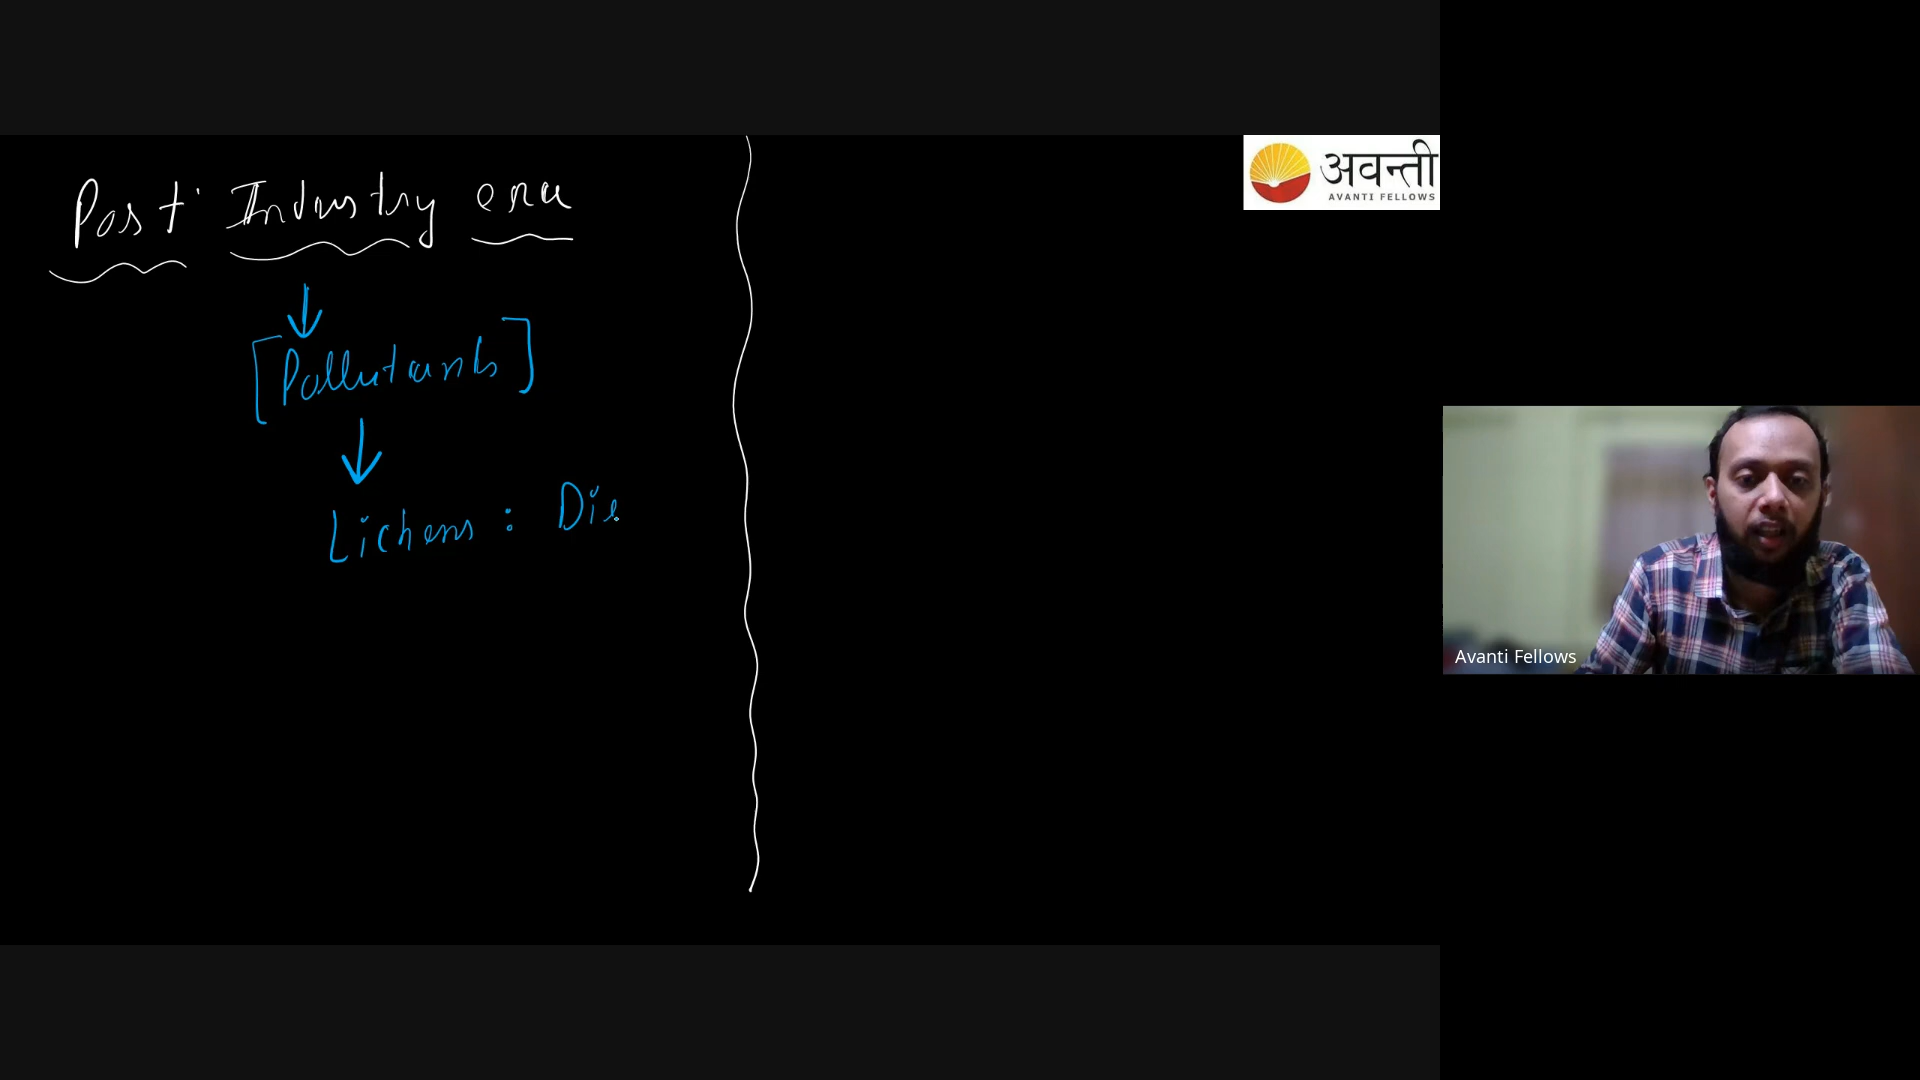 Post Industry era
[Pollutants]
Lichens : Die
अवन्ती
AVANTI FELLOWS
Avanti Fellows